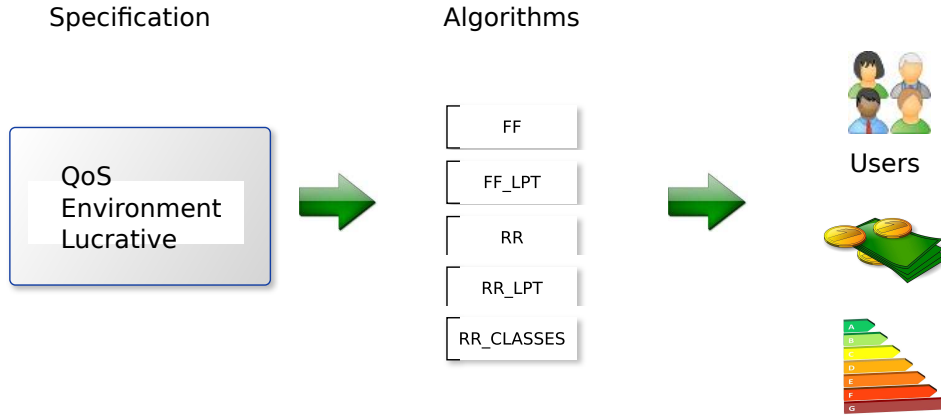 Specification
Algorithms
QoS
Environment
Lucrative
FF
FF_LPT
RR
RR_LPT
RR_CLASSES
Users
A
B
C
D
E
F
G